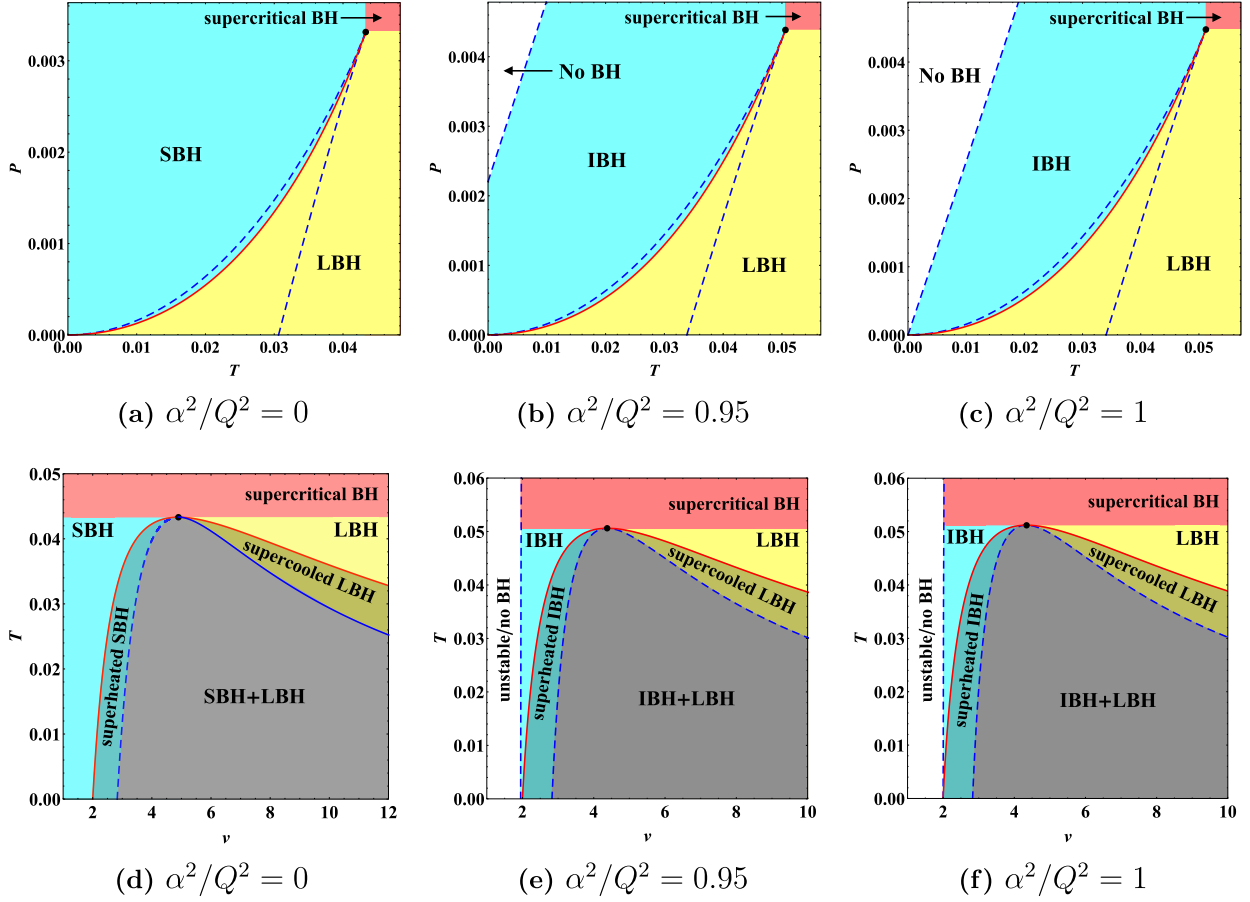 supercritical BH
0.003
0.002
0.001
0.000
P
SBH
LBH
0.00 0.01 0.02 0.03 0.04
T
(a) α²/Q² = 0
supercritical BH
0.004
0.003
0.002
0.001
0.000
P
No BH
IBH
LBH
0.00 0.01 0.02 0.03 0.04 0.05
T
(b) α²/Q² = 0.95
supercritical BH
0.004
0.003
0.002
0.001
0.000
P
No BH
IBH
LBH
0.00 0.01 0.02 0.03 0.04 0.05
T
(c) α²/Q² = 1
0.05
0.04
0.03
0.02
0.01
0.00
T
supercritical BH
SBH
LBH
supercooled LBH
superheated SBH
SBH+LBH
2 4 6 8 10 12
v
(d) α²/Q² = 0
0.06
0.05
0.04
0.03
0.02
0.01
0.00
T
supercritical BH
IBH
LBH
unstable/no BH
supercooled LBH
superheated IBH
IBH+LBH
2 4 6 8 10
v
(e) α²/Q² = 0.95
0.06
0.05
0.04
0.03
0.02
0.01
0.00
T
supercritical BH
IBH
LBH
unstable/no BH
supercooled LBH
superheated IBH
IBH+LBH
2 4 6 8 10
v
(f) α²/Q² = 1